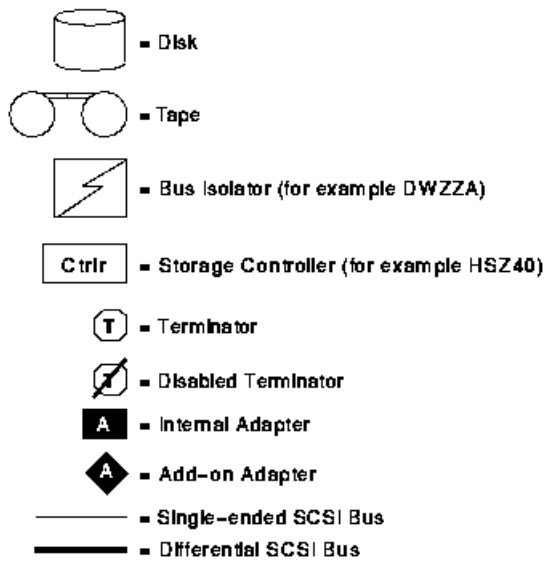 = Disk
= Tape
= Bus Isolator (for example DWZZA)
Ctrlr = Storage Controller (for example HSZ40)
T = Terminator
T = Disabled Terminator
A = Internal Adapter
A = Add-on Adapter
= Single-ended SCSI Bus
= Differential SCSI Bus